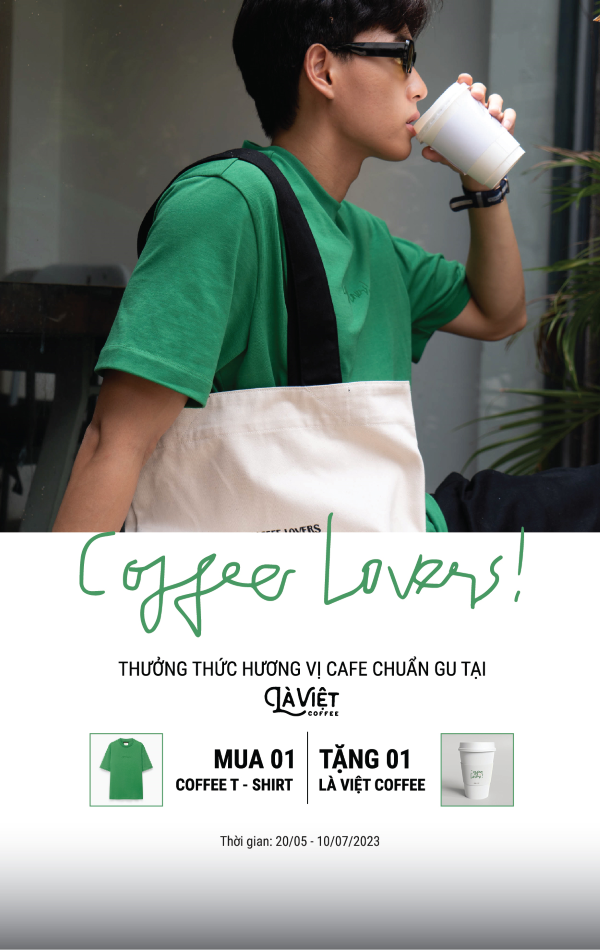 LOVERS
Coffee Lovers!
THƯỞNG THỨC HƯƠNG VỊ CAFE CHUẨN GU TẠI
LÀ VIỆT
COFFEE
MUA 01
COFFEE T - SHIRT
TẶNG 01
LÀ VIỆT COFFEE
Thời gian: 20/05 - 10/07/2023